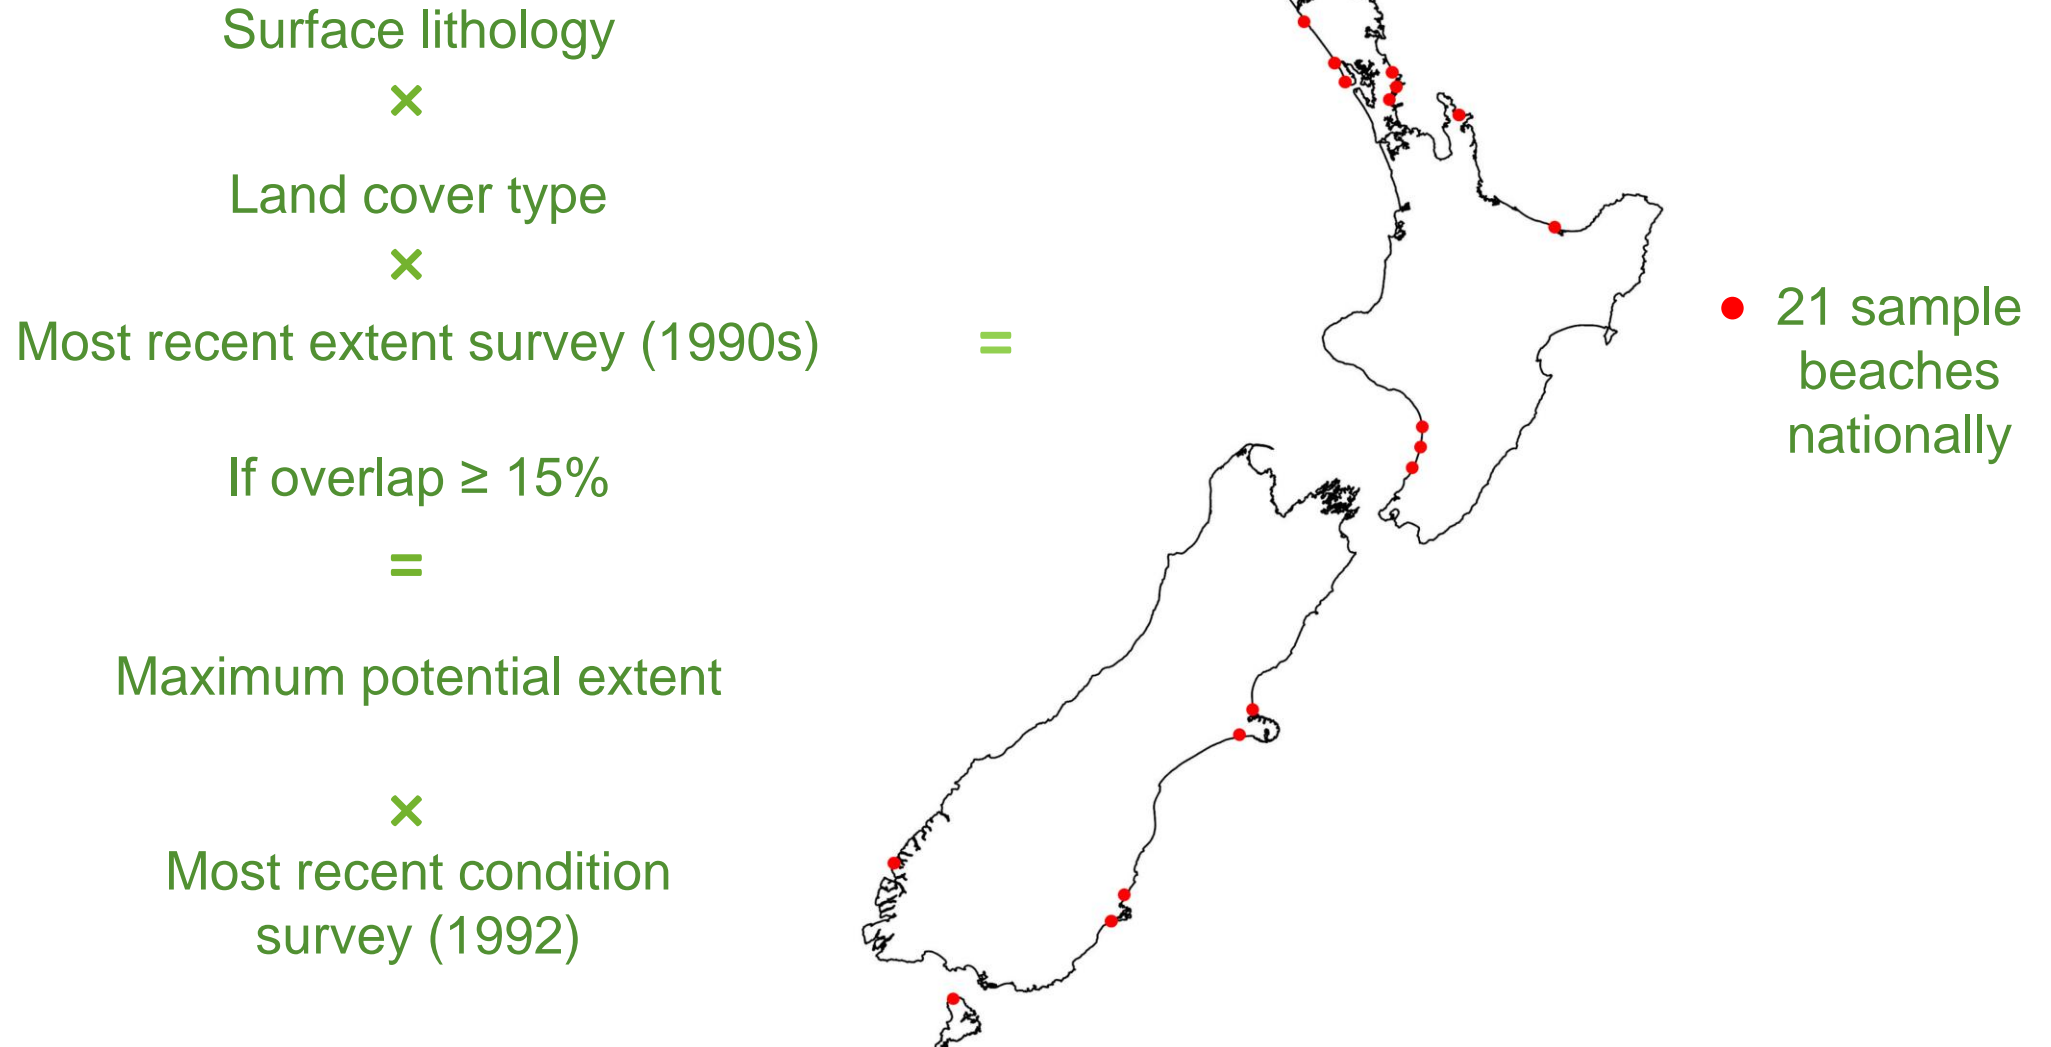 Surface lithology
×
Land cover type
×
Most recent extent survey (1990s)
=
If overlap ≥ 15%
=
Maximum potential extent
×
Most recent condition
survey (1992)
21 sample
beaches
nationally